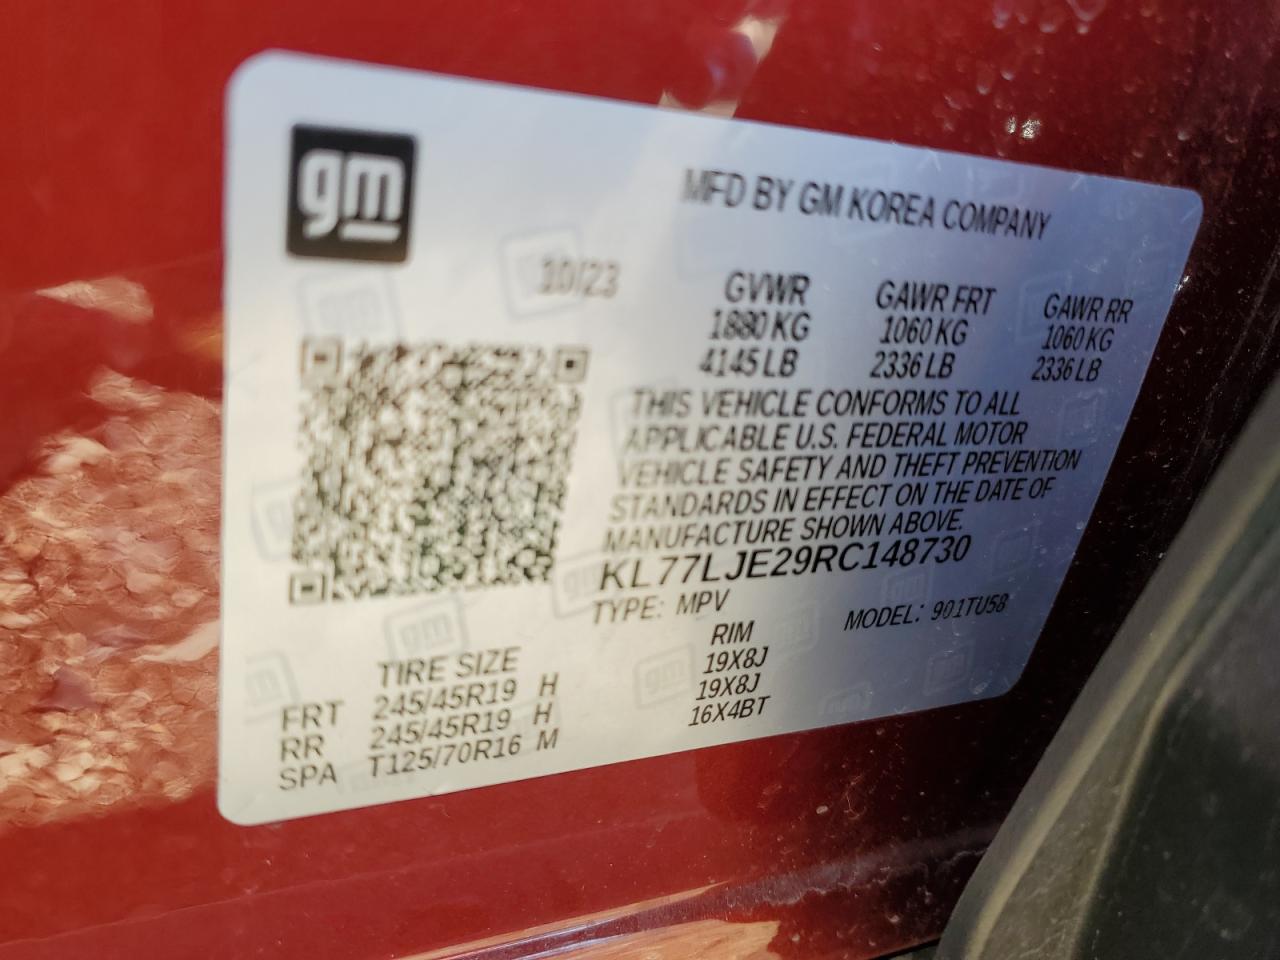 gm
MFD BY GM KOREA COMPANY
10/23
GVWR GAWR FRT GAWR RR
1880 KG 1060 KG 1060 KG
4145 LB 2336 LB 2336 LB
THIS VEHICLE CONFORMS TO ALL
APPLICABLE U.S. FEDERAL MOTOR
VEHICLE SAFETY AND THEFT PREVENTION
STANDARDS IN EFFECT ON THE DATE OF
MANUFACTURE SHOWN ABOVE.
KL77LJE29RC148730
TYPE: MPV MODEL: 901TU58
TIRE SIZE RIM
FRT 245/45R19 H 19X8J
RR 245/45R19 H 19X8J
SPA T125/70R16 M 16X4BT